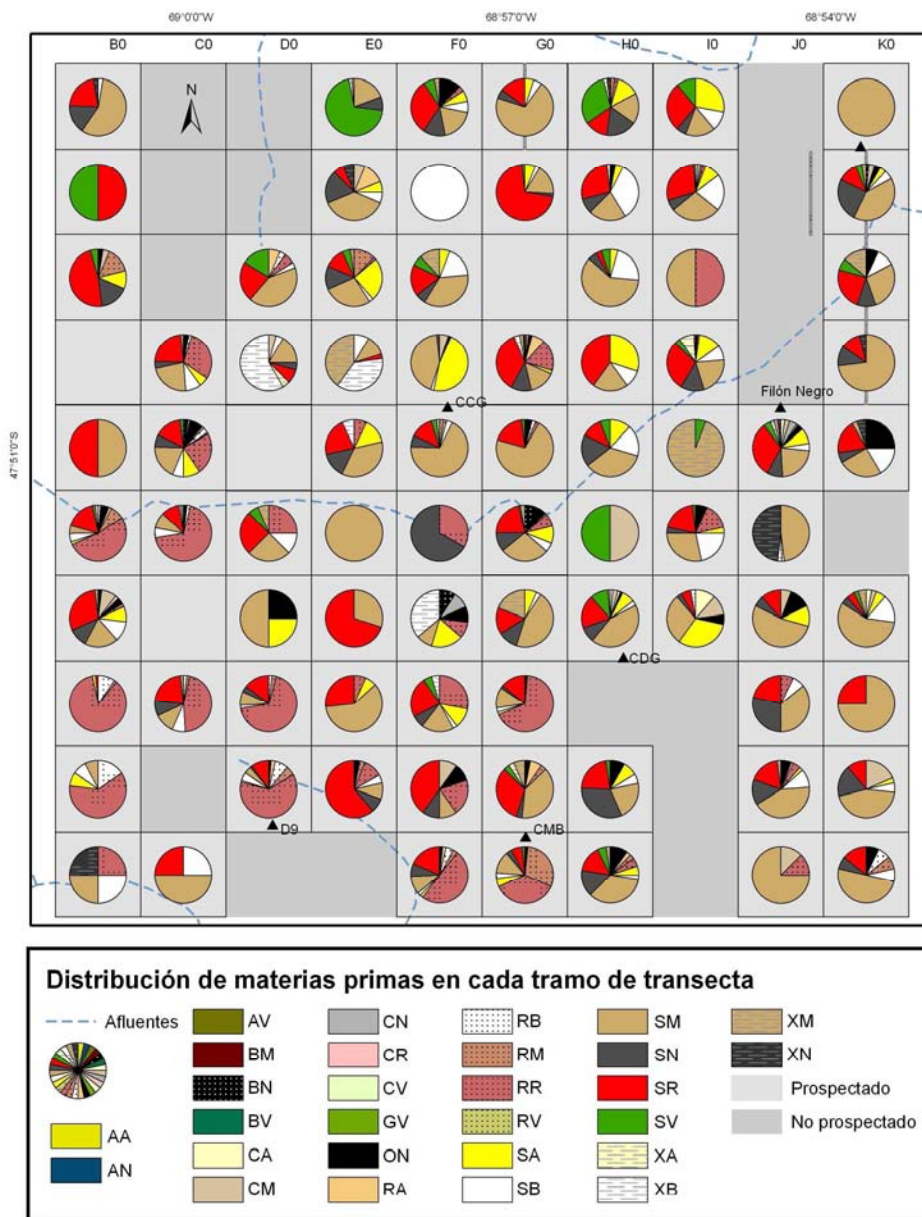 69°0'0"W 68°57'0"W 68°54'0"W
B0 C0 D0 E0 F0 G0 H0 I0 J0 K0
N
47°51'0"S
CCG
Filón Negro
CDG
D9
CMB
Distribución de materias primas en cada tramo de transecta
Afluentes
AA
AN
AV
BM
BN
BV
CA
CM
CN
CR
CV
GV
ON
RA
RB
RM
RR
RV
SA
SB
SM
SN
SR
SV
XA
XB
XM
XN
Prospectado
No prospectado